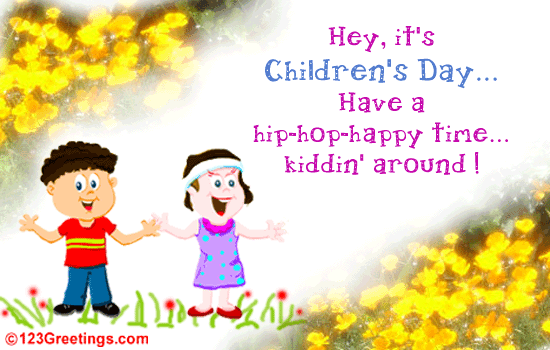 Hey, it's
Children's Day...
Have a
hip-hop-happy time...
kiddin' around!
©123Greetings.com